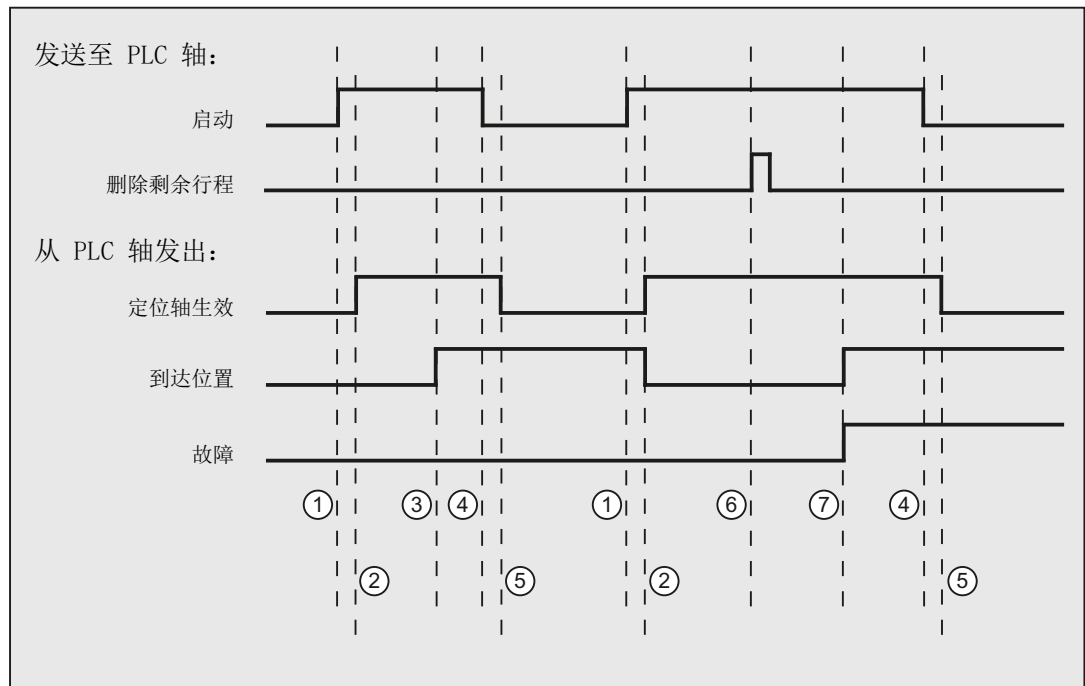 发送至 PLC 轴：
启动
删除剩余行程
从 PLC 轴发出：
定位轴生效
到达位置
故障
① ③ ④ ① ⑥ ⑦ ④
② ⑤ ② ⑤